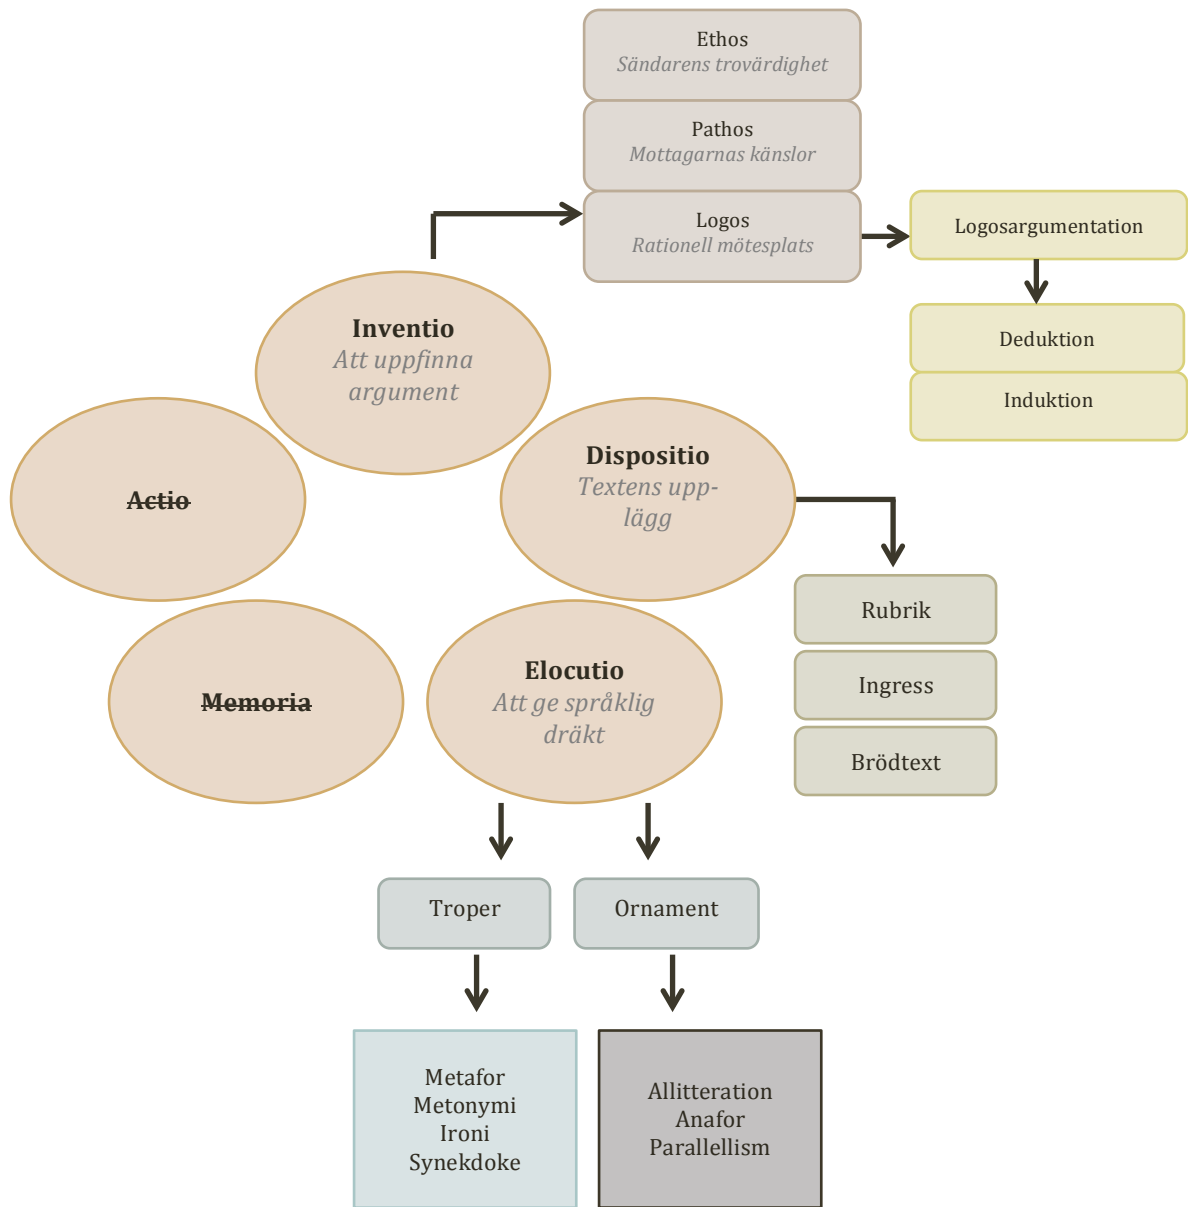 Ethos
Sändarens trovärdighet
Pathos
Mottagarnas känslor
Logos
Rationell mötesplats
Logosargumentation
Deduktion
Induktion
Inventio
Att uppfinna
argument
Dispositio
Textens upp-
lägg
Actio
Rubrik
Ingress
Brödtext
Elocutio
Att ge språklig
dräkt
Memoria
Troper
Ornament
Metafor
Metonymi
Ironi
Synekdoke
Allitteration
Anafor
Parallellism